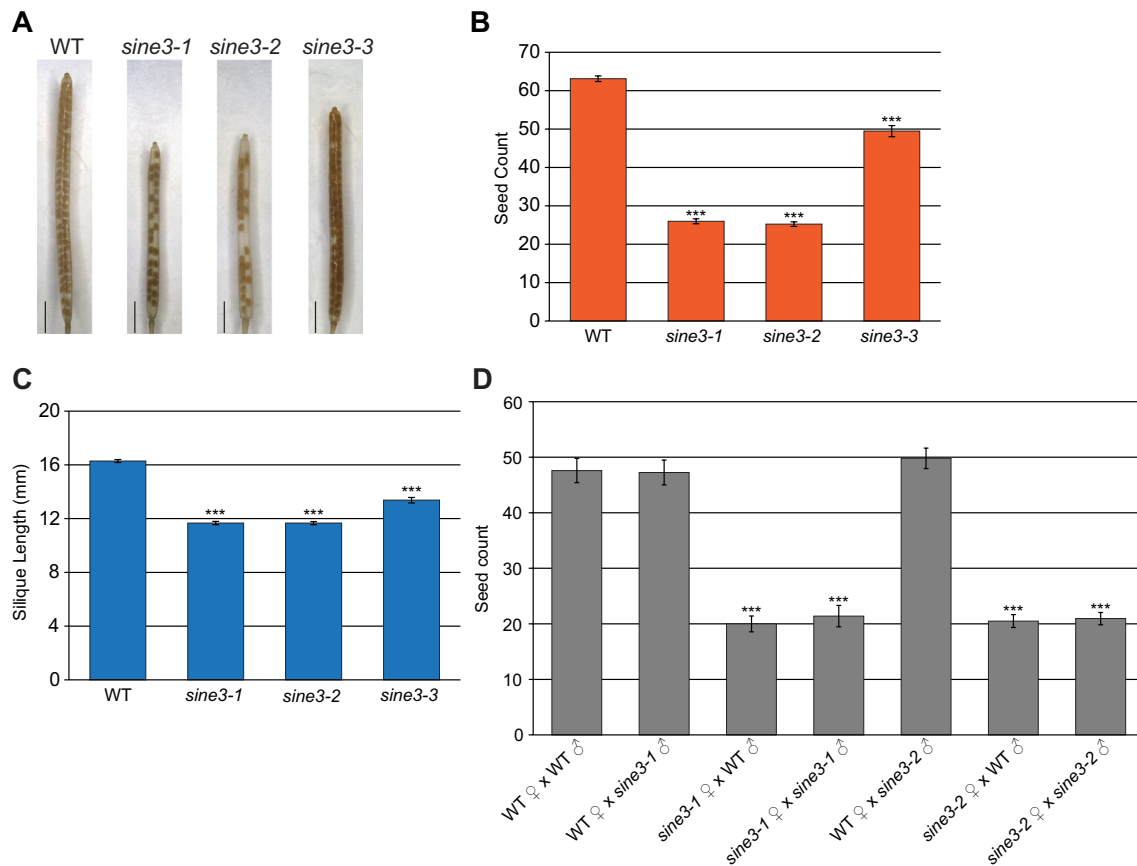 A
WT sine3-1 sine3-2 sine3-3
B
Seed Count
70
60
50
40
30
20
10
0
***
***
***
WT sine3-1 sine3-2 sine3-3
C
Silique Length (mm)
20
16
12
8
4
0
***
***
***
WT sine3-1 sine3-2 sine3-3
D
Seed count
60
50
40
30
20
10
0
***
***
***
***
WT ♀ x WT ♂
WT ♀ x sine3-1 ♂
sine3-1 ♀ x WT ♂
sine3-1 ♀ x sine3-1 ♂
WT ♀ x sine3-2 ♂
sine3-2 ♀ x WT ♂
sine3-2 ♀ x sine3-2 ♂